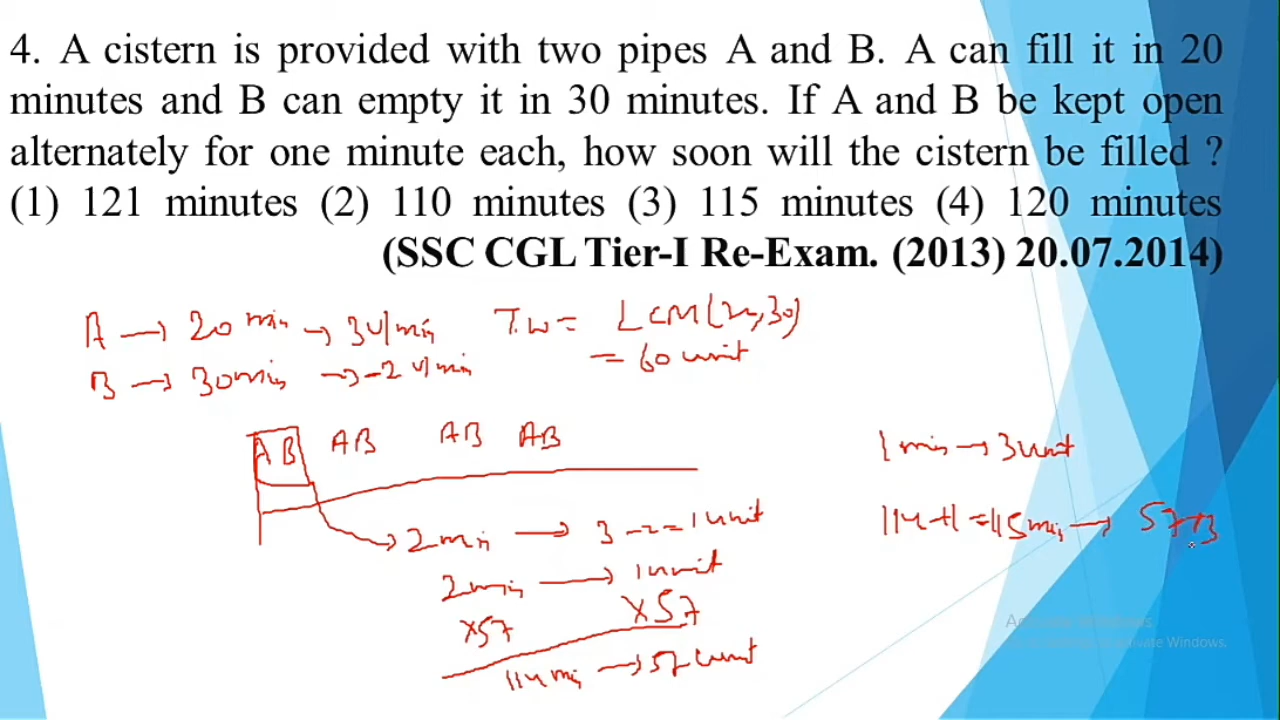 4. A cistern is provided with two pipes A and B. A can fill it in 20
minutes and B can empty it in 30 minutes. If A and B be kept open
alternately for one minute each, how soon will the cistern be filled ?
(1) 121 minutes (2) 110 minutes (3) 115 minutes (4) 120 minutes
(SSC CGL Tier-I Re-Exam. (2013) 20.07.2014)
A → 20 min → 3 u/min T.W = LCM(20,30)
B → 30 min → -2 u/min = 60 unit
AB AB AB AB
1 min → 3 unit
2 min → 3-2=1 unit
114+1=115 min → 57+3
2 min → 1 unit
×57 ×57
114 min → 57 unit
Windows.